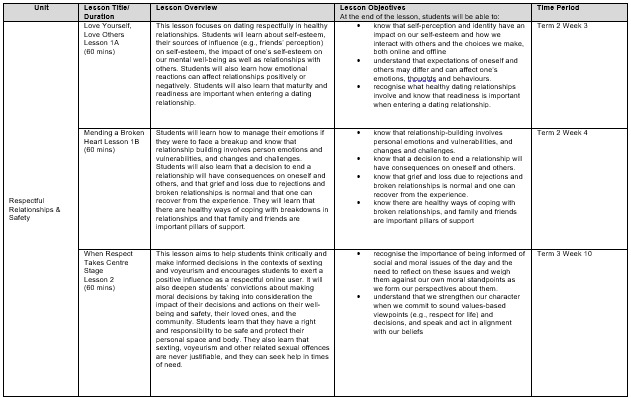 Unit
Lesson Title/
Duration
Lesson Overview
Lesson Objectives
At the end of the lesson, students will be able to:
Time Period
Respectful
Relationships &
Safety
Love Yourself,
Love Others
Lesson 1A
(60 mins)
This lesson focuses on dating respectfully in healthy
relationships. Students will learn about self-esteem,
their sources of influence (e.g., friends' perception)
on self-esteem, the impact of one's self-esteem on
our mental well-being as well as relationships with
others. Students will also learn how emotional
reactions can affect relationships positively or
negatively. Students will also learn that maturity and
readiness are important when entering a dating
relationship.
• know that self-perception and identity have an
impact on our self-esteem and how we
interact with others and the choices we make,
both online and offline
• understand that expectations of oneself and
others may differ and can affect one's
emotions, thoughts and behaviours.
• recognise what healthy dating relationships
involve and know that readiness is important
when entering a dating relationship.
Term 2 Week 3
Mending a Broken
Heart Lesson 1B
(60 mins)
Students will learn how to manage their emotions if
they were to face a breakup and know that
relationship building involves person emotions and
vulnerabilities, and changes and challenges.
Students will also learn that a decision to end a
relationship will have consequences on oneself and
others, and that grief and loss due to rejections and
broken relationships is normal and that one can
recover from the experience. They will learn that
there are healthy ways of coping with breakdowns in
relationships and that family and friends are
important pillars of support.
• know that relationship-building involves
personal emotions and vulnerabilities, and
changes and challenges.
• know that a decision to end a relationship will
have consequences on oneself and others.
• know that grief and loss due to rejections and
broken relationships is normal and one can
recover from the experience.
• know there are healthy ways of coping with
broken relationships, and family and friends
are important pillars of support
Term 2 Week 4
When Respect
Takes Centre
Stage
Lesson 2
(60 mins)
This lesson aims to help students think critically and
make informed decisions in the contexts of sexting
and voyeurism and encourages students to exert a
positive influence as a respectful online user. It will
also deepen students' convictions about making
moral decisions by taking into consideration the
impact of their decisions and actions on their well-
being and safety, their loved ones, and the
community. Students learn that they have a right
and responsibility to be safe and protect their
personal space and body. They also learn that
sexting, voyeurism and other related sexual offences
are never justifiable, and they can seek help in times
of need.
• recognise the importance of being informed of
social and moral issues of the day and the
need to reflect on these issues and weigh
them against our own moral standpoints as
we form our perspectives about them.
• understand that we strengthen our character
when we commit to sound values-based
viewpoints (e.g., respect for life) and
decisions, and speak and act in alignment
with our beliefs
Term 3 Week 10